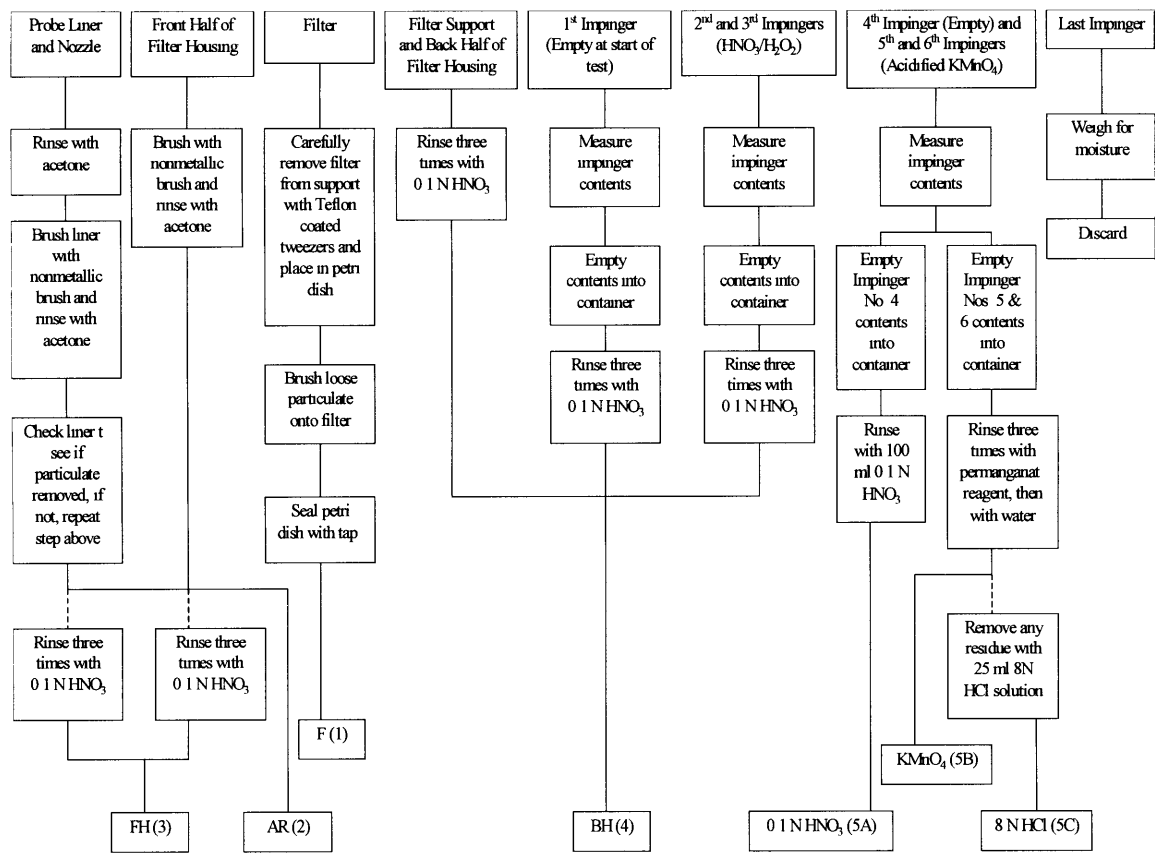 Probe Liner
and Nozzle
Front Half of
Filter Housing
Filter
Filter Support
and Back Half of
Filter Housing
1st Impinger
(Empty at start of
test)
2nd and 3rd Impingers
(HNO3/H2O2)
4th Impinger (Empty) and
5th and 6th Impingers
(Acidified KMnO4)
Last Impinger
Rinse with
acetone
Brush liner
with
nonmetallic
brush and
rinse with
acetone
Check liner t
see if
particulate
removed, if
not, repeat
step above
Rinse three
times with
0 1 N HNO3
Brush with
nonmetallic
brush and
rinse with
acetone
Rinse three
times with
0 1 N HNO3
FH (3)
AR (2)
Carefully
remove filter
from support
with Teflon
coated
tweezers and
place in petri
dish
Brush loose
particulate
onto filter
Seal petri
dish with tap
F (1)
Rinse three
times with
0 1 N HNO3
Measure
impinger
contents
Empty
contents into
container
Rinse three
times with
0 1 N HNO3
Measure
impinger
contents
Empty
contents into
container
Rinse three
times with
0 1 N HNO3
BH (4)
Measure
impinger
contents
Empty
Impinger
No 4
contents
into
container
Rinse
with 100
ml 0 1 N
HNO3
0 1 N HNO3 (5A)
Empty
Impinger
Nos 5 &
6 contents
into
container
Rinse three
times with
permanganat
reagent, then
with water
KMnO4 (5B)
Remove any
residue with
25 ml 8N
HCl solution
8 N HCl (5C)
Weigh for
moisture
Discard